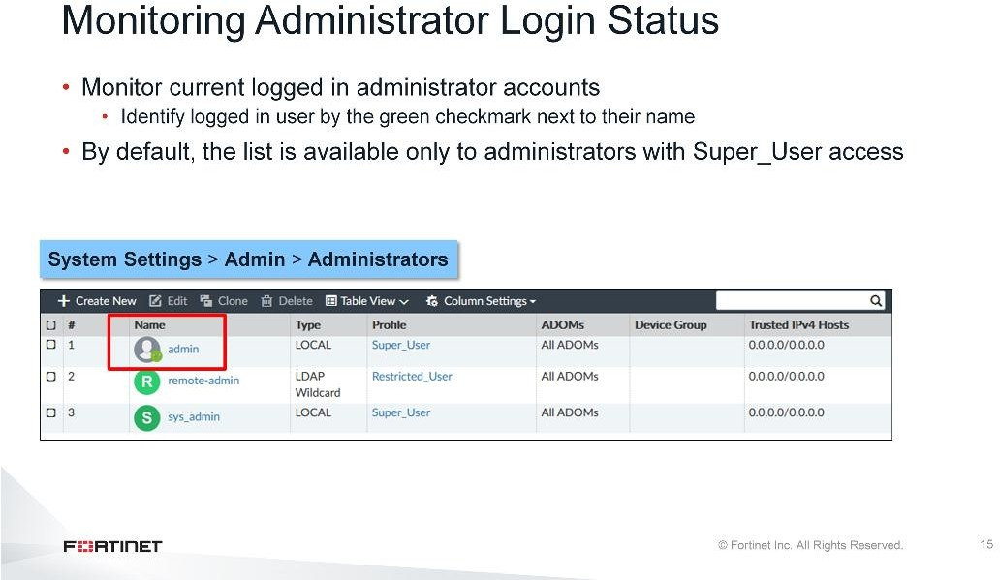 Monitoring Administrator Login Status
• Monitor current logged in administrator accounts
• Identify logged in user by the green checkmark next to their name
• By default, the list is available only to administrators with Super_User access
System Settings > Admin > Administrators
Create New Edit Clone Delete Table View Column Settings
# Name Type Profile ADOMs Device Group Trusted IPv4 Hosts
1 admin LOCAL Super_User All ADOMs 0.0.0.0/0.0.0.0
2 R remote-admin LDAP Restricted_User All ADOMs 0.0.0.0/0.0.0.0
Wildcard
3 S sys_admin LOCAL Super_User All ADOMs 0.0.0.0/0.0.0.0
FORTINET
© Fortinet Inc. All Rights Reserved.
15